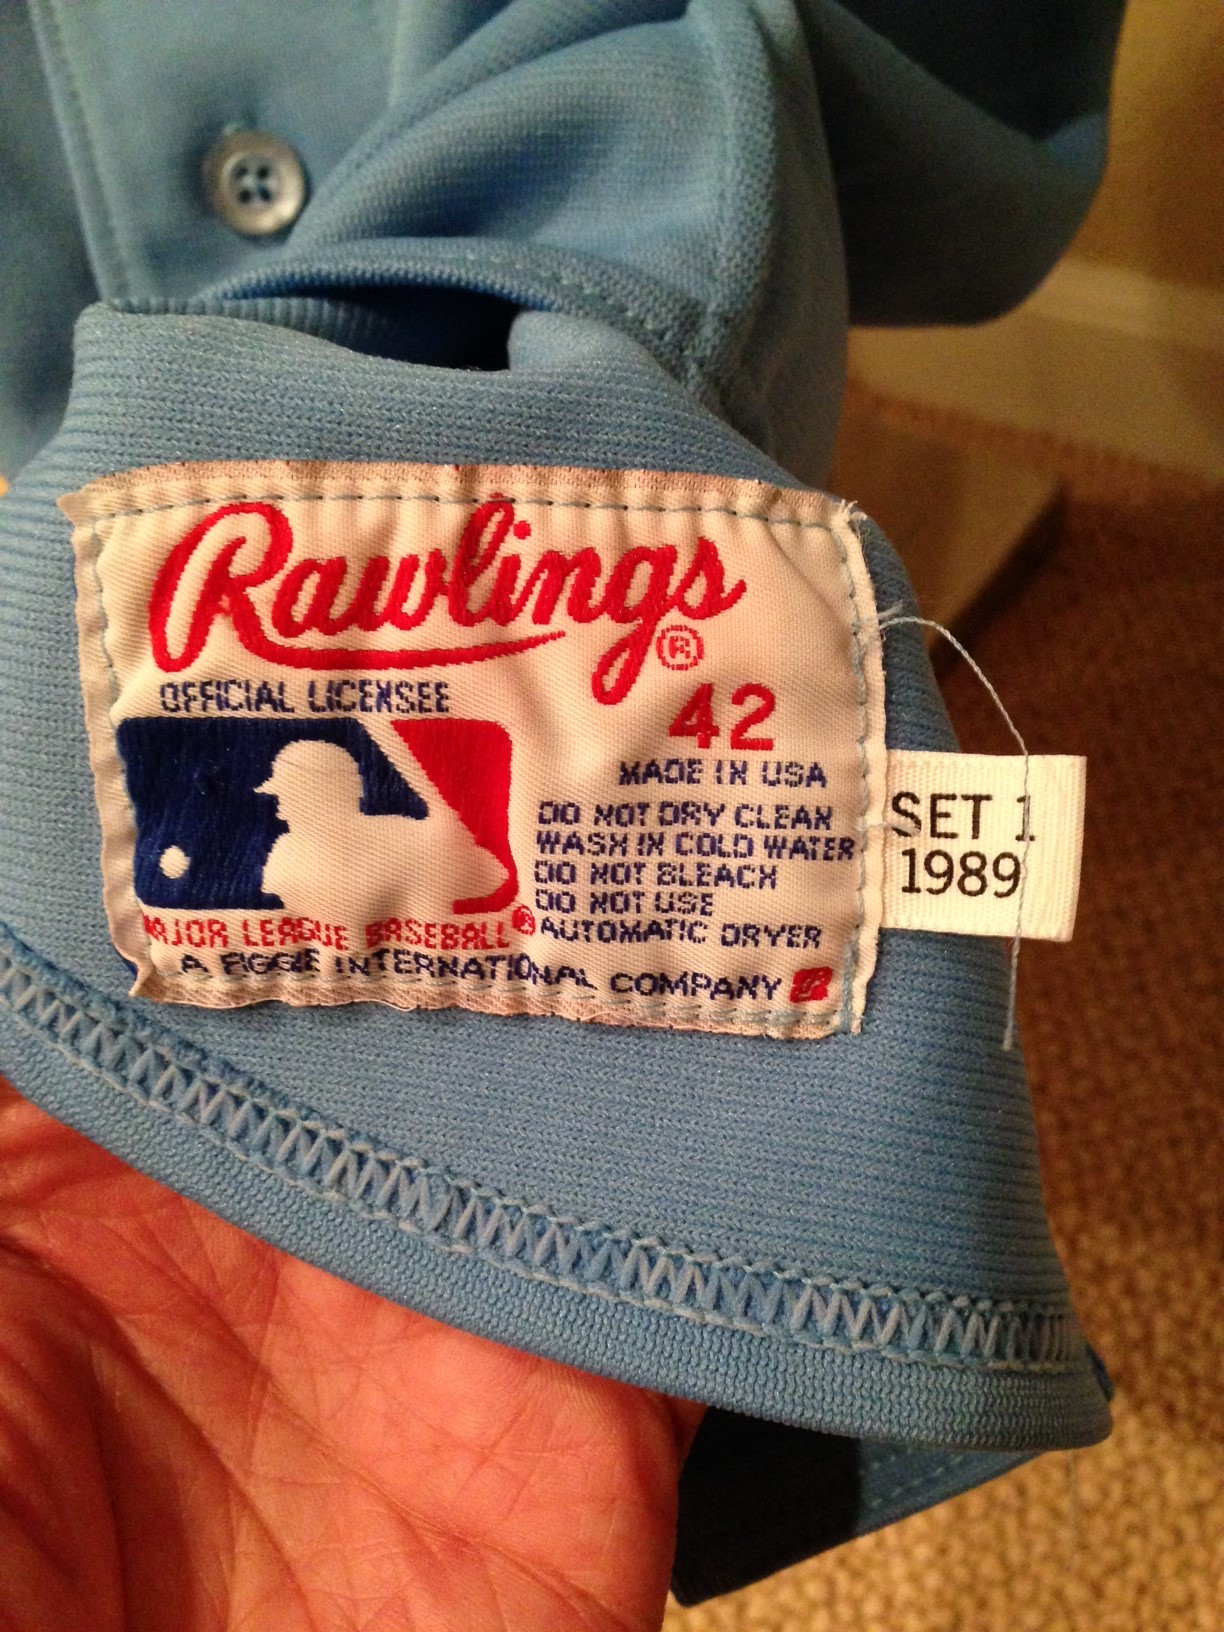 Rawlings ®
OFFICIAL LICENSEE
42
MADE IN USA
DO NOT DRY CLEAN
WASH IN COLD WATER
DO NOT BLEACH
DO NOT USE
AUTOMATIC DRYER
MAJOR LEAGUE BASEBALL ®
A FIGGIE INTERNATIONAL COMPANY
SET 1
1989